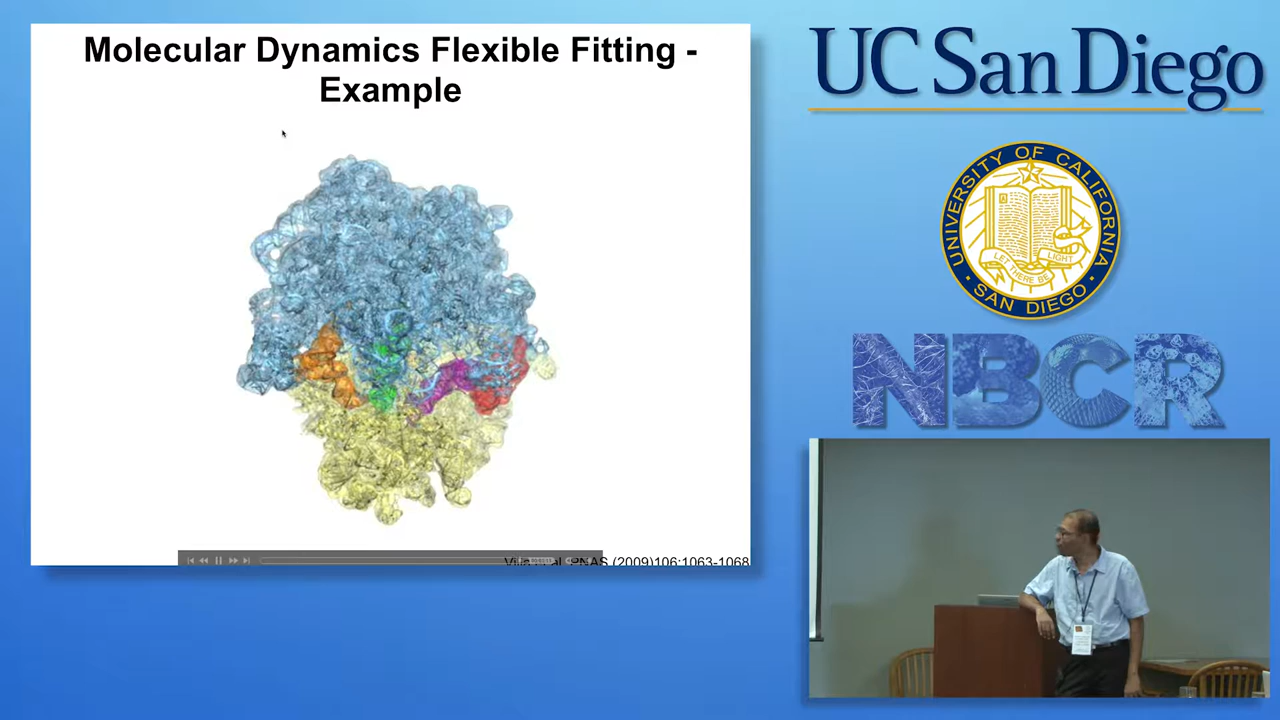 Molecular Dynamics Flexible Fitting -
Example
PNAS (2009)106:1063-1068
UC San Diego
UNIVERSITY OF CALIFORNIA
LET THERE BE LIGHT
SAN DIEGO
NBCR